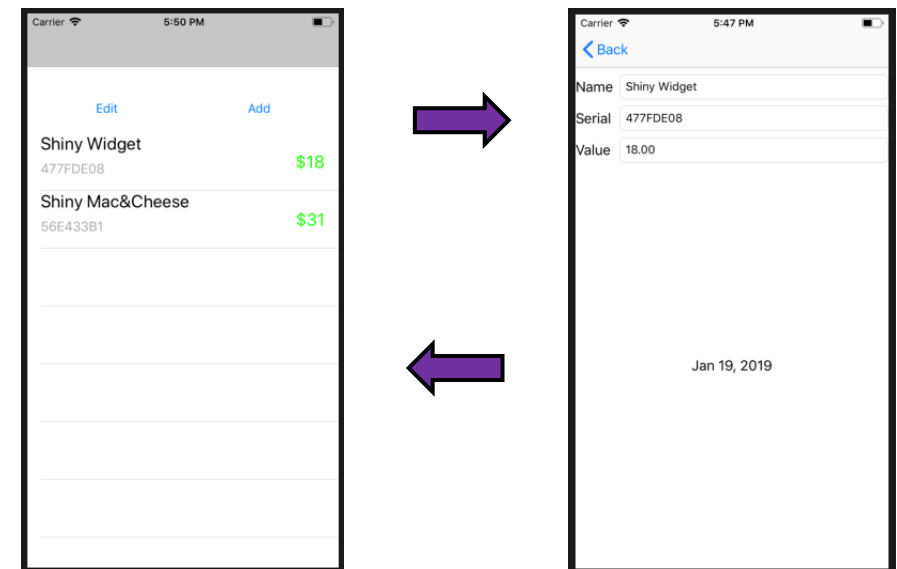 Carrier 5:50 PM
Edit Add
Shiny Widget
477FDE08
$18
Shiny Mac&Cheese
56E433B1
$31
Carrier 5:47 PM
Back
Name Shiny Widget
Serial 477FDE08
Value 18.00
Jan 19, 2019